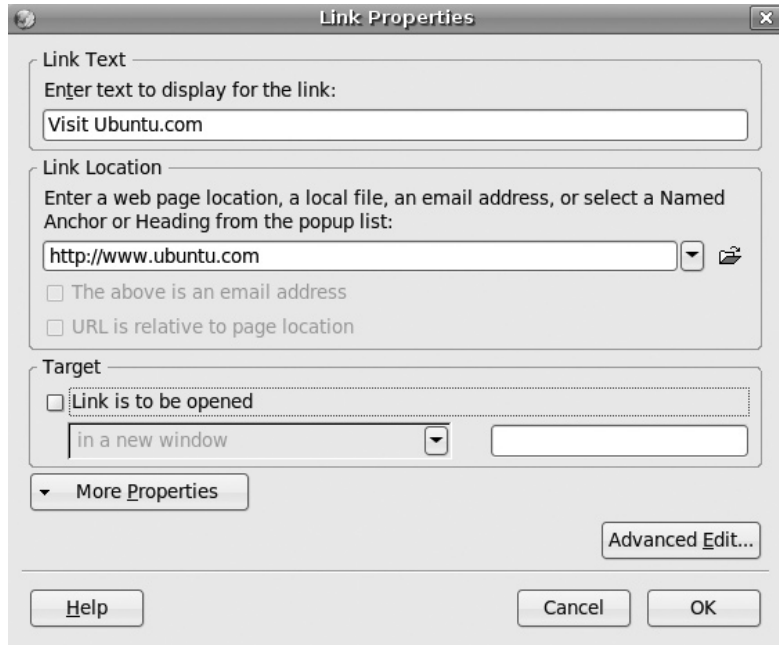 Link Properties
Link Text
Enter text to display for the link:
Visit Ubuntu.com
Link Location
Enter a web page location, a local file, an email address, or select a Named
Anchor or Heading from the popup list:
http://www.ubuntu.com
The above is an email address
URL is relative to page location
Target
Link is to be opened
in a new window
More Properties
Advanced Edit...
Help
Cancel
OK